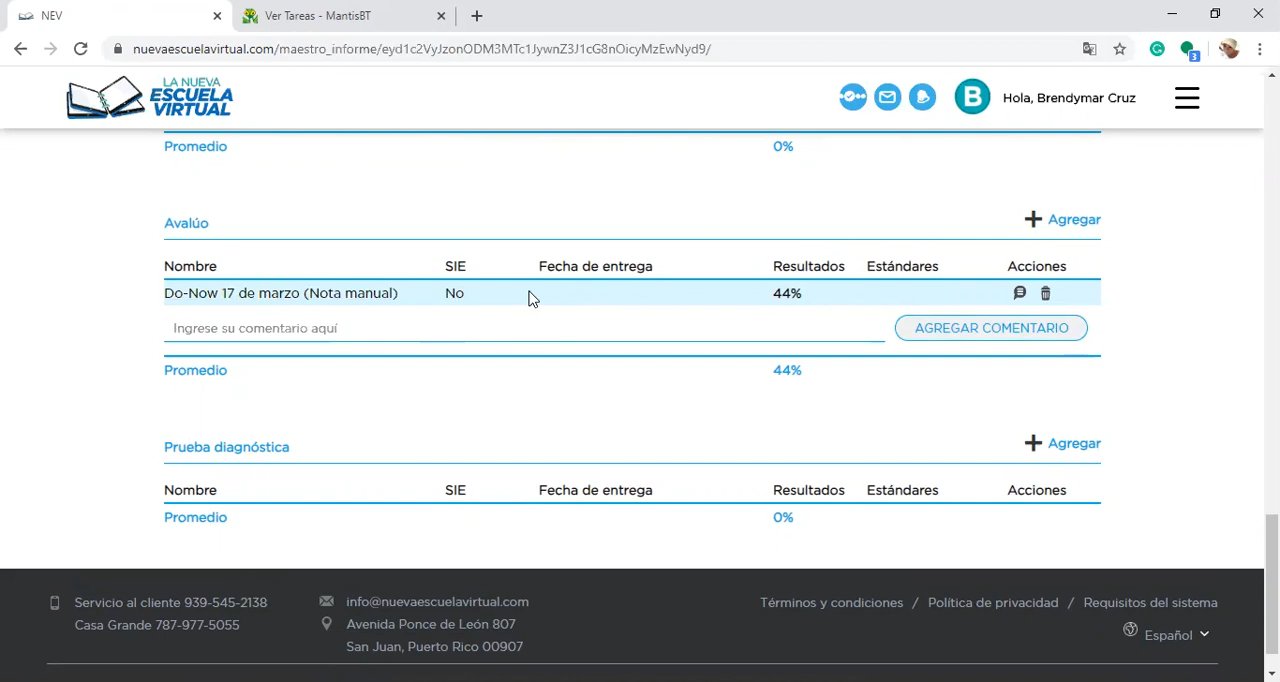 NEV
Ver Tareas - MantisBT
nuevaescuelavirtual.com/maestro_informe/eyd1c2VyJzonODM3MTc1JywnZ3J1cG8nOicyMzEwNyd9/
3
LA NUEVA
ESCUELA
VIRTUAL
B
Hola, Brendymar Cruz
Promedio 0%
Avalúo Agregar
Nombre SIE Fecha de entrega Resultados Estándares Acciones
Do-Now 17 de marzo (Nota manual) No 44%
Ingrese su comentario aquí AGREGAR COMENTARIO
Promedio 44%
Prueba diagnóstica Agregar
Nombre SIE Fecha de entrega Resultados Estándares Acciones
Promedio 0%
Servicio al cliente 939-545-2138
Casa Grande 787-977-5055
info@nuevaescuelavirtual.com
Avenida Ponce de León 807
San Juan, Puerto Rico 00907
Términos y condiciones / Política de privacidad / Requisitos del sistema
Español